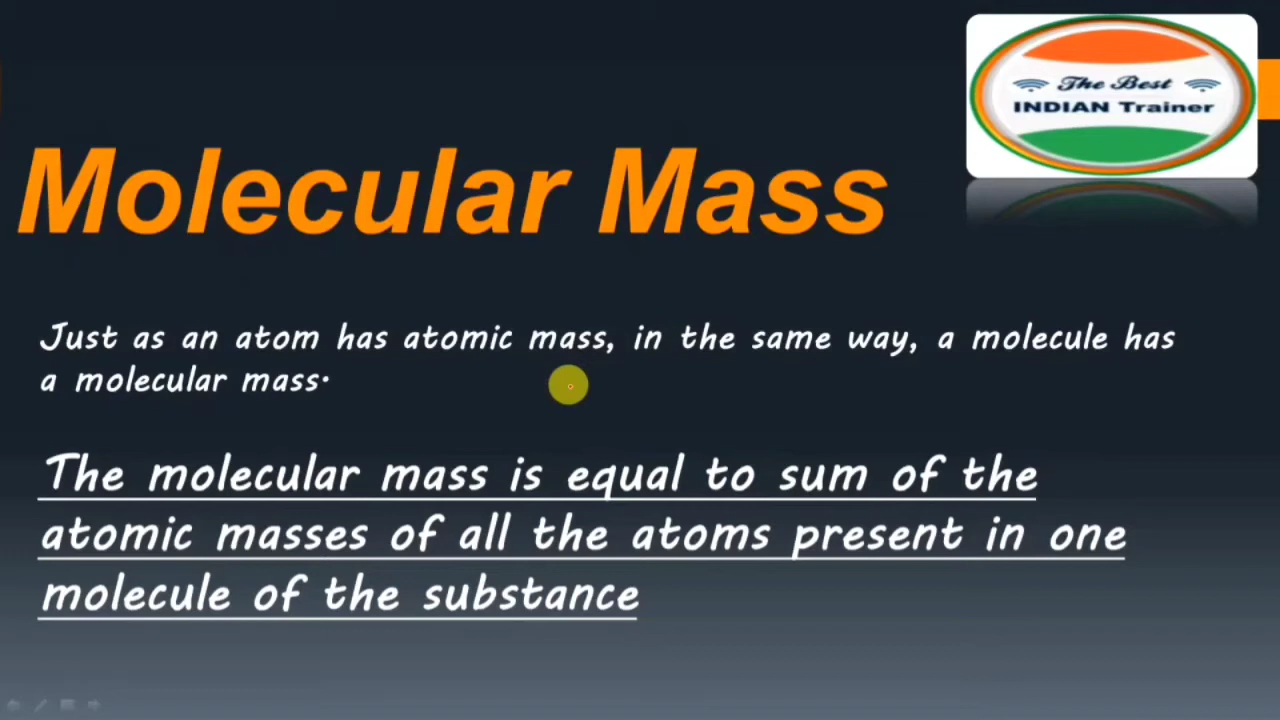 The Best
INDIAN Trainer
Molecular Mass
Just as an atom has atomic mass, in the same way, a molecule has
a molecular mass.
The molecular mass is equal to sum of the
atomic masses of all the atoms present in one
molecule of the substance